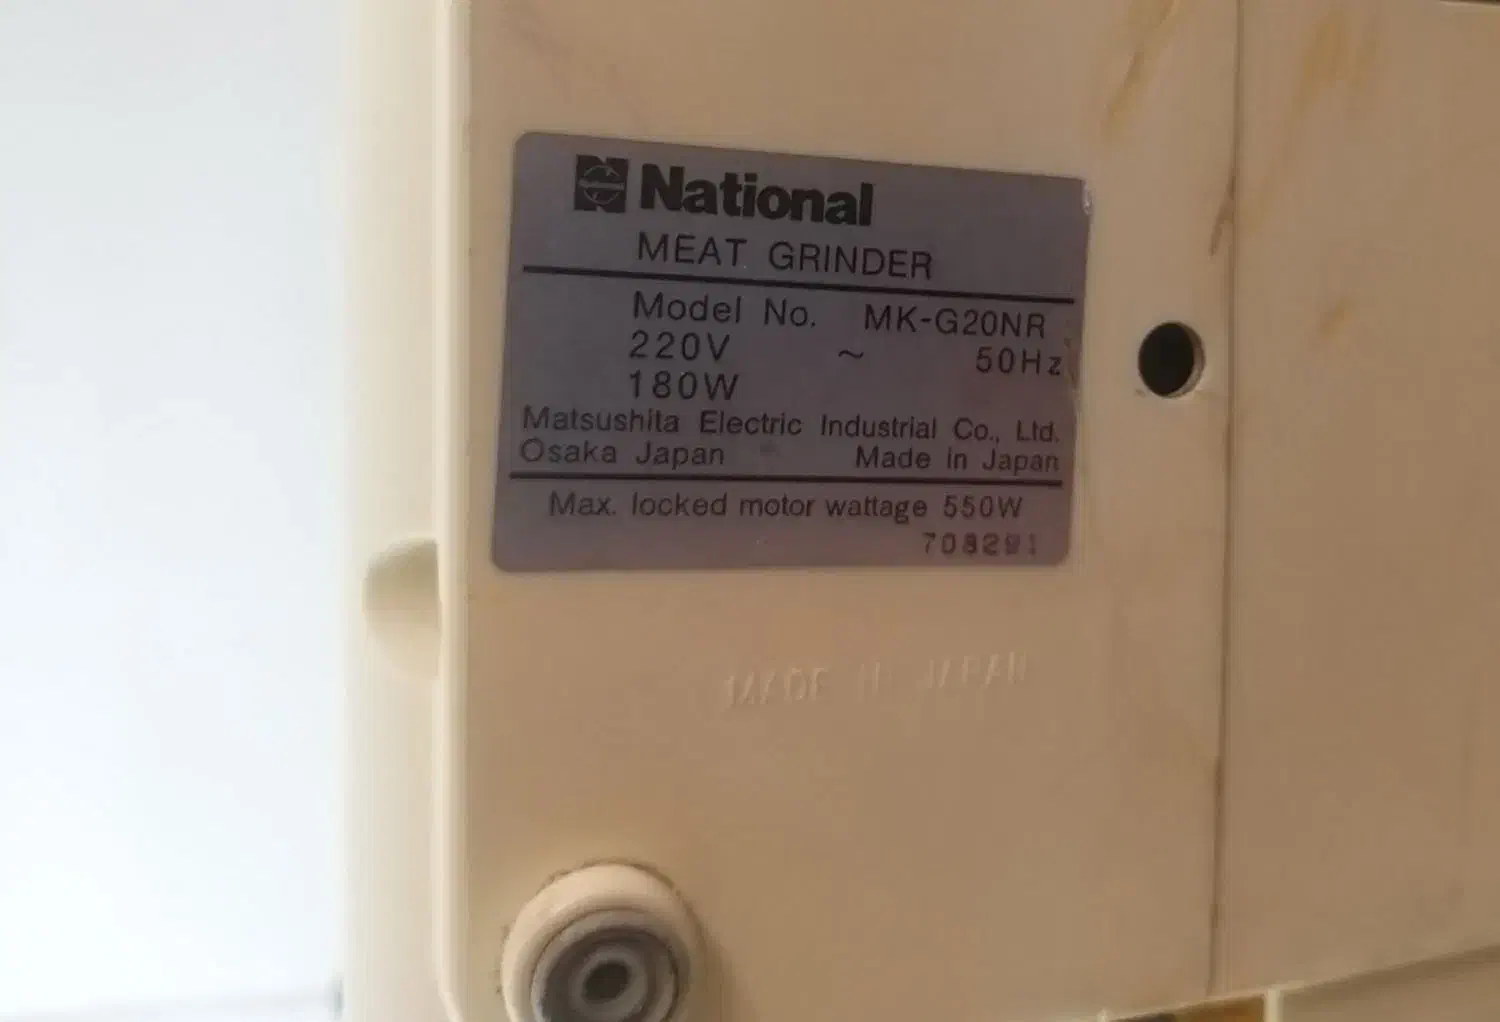 National
MEAT GRINDER
Model No. MK-G20NR
220V ~ 50Hz
180W
Matsushita Electric Industrial Co., Ltd.
Osaka Japan Made in Japan
Max. locked motor wattage 550W
708291
MADE IN JAPAN